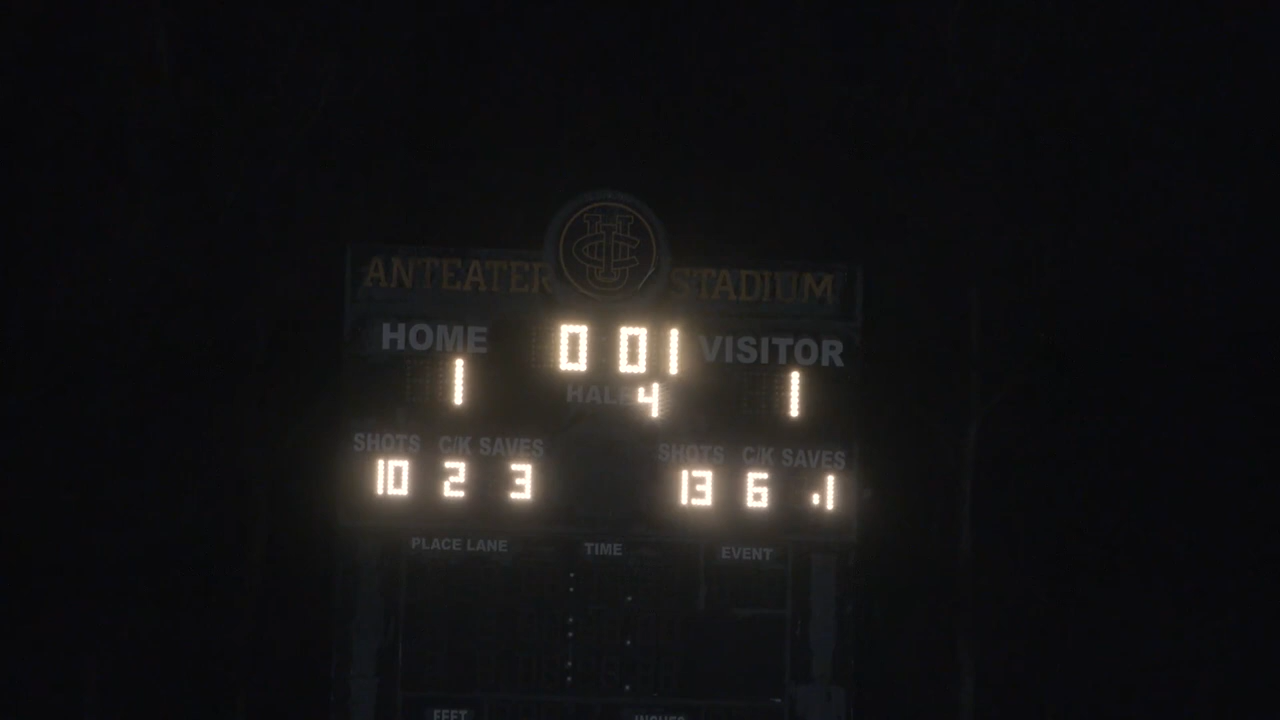 UCI
ANTEATER STADIUM
HOME 0 01 VISITOR
1 HALF 4 1
SHOTS C/K SAVES SHOTS C/K SAVES
10 2 3 13 6 .1
PLACE LANE TIME EVENT
FEET INCHES